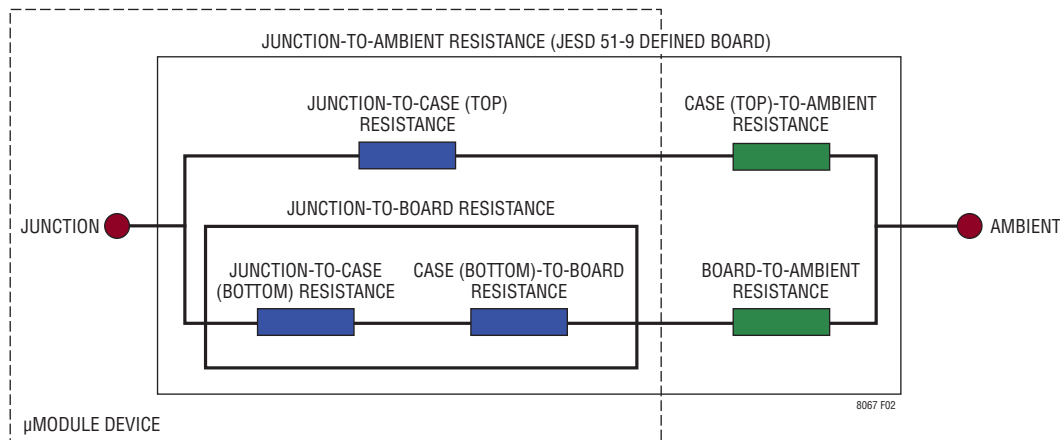 JUNCTION-TO-AMBIENT RESISTANCE (JESD 51-9 DEFINED BOARD)
JUNCTION-TO-CASE (TOP)
RESISTANCE
CASE (TOP)-TO-AMBIENT
RESISTANCE
JUNCTION
JUNCTION-TO-BOARD RESISTANCE
AMBIENT
JUNCTION-TO-CASE
(BOTTOM) RESISTANCE
CASE (BOTTOM)-TO-BOARD
RESISTANCE
BOARD-TO-AMBIENT
RESISTANCE
8067 F02
µMODULE DEVICE